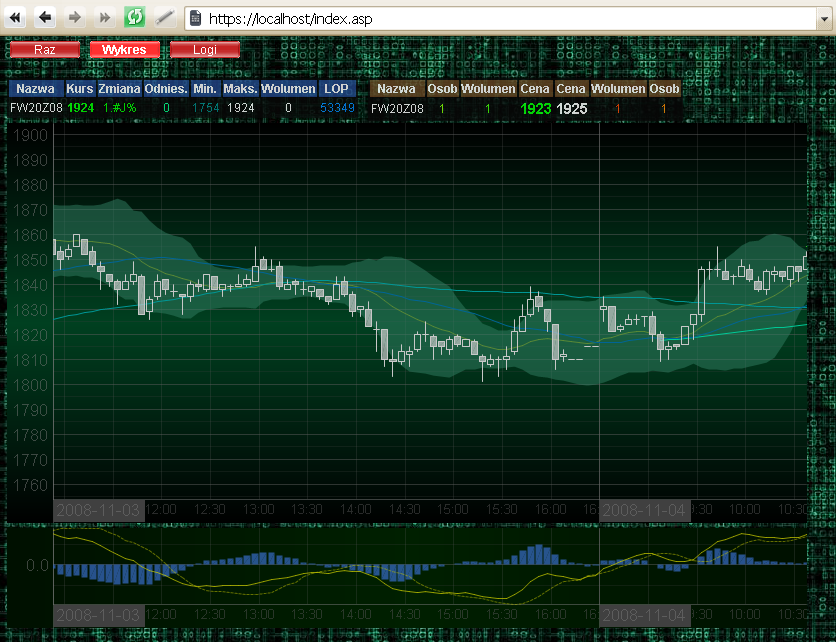 https://localhost/index.asp
Raz Wykres Logi
Nazwa Kurs Zmiana Odnies. Min. Maks. Wolumen LOP Nazwa Osob Wolumen Cena Cena Wolumen Osob
FW20Z08 1924 1.#J% 0 1754 1924 0 53349 FW20Z08 1 1 1923 1925 1 1
1900
1890
1880
1870
1860
1850
1840
1830
1820
1810
1800
1790
1780
1770
1760
2008-11-03 12:00 12:30 13:00 13:30 14:00 14:30 15:00 15:30 16:00 16: 2008-11-04 :30 10:00 10:30
0.0
2008-11-03 12:00 12:30 13:00 13:30 14:00 14:30 15:00 15:30 16:00 16: 2008-11-04 :30 10:00 10:30